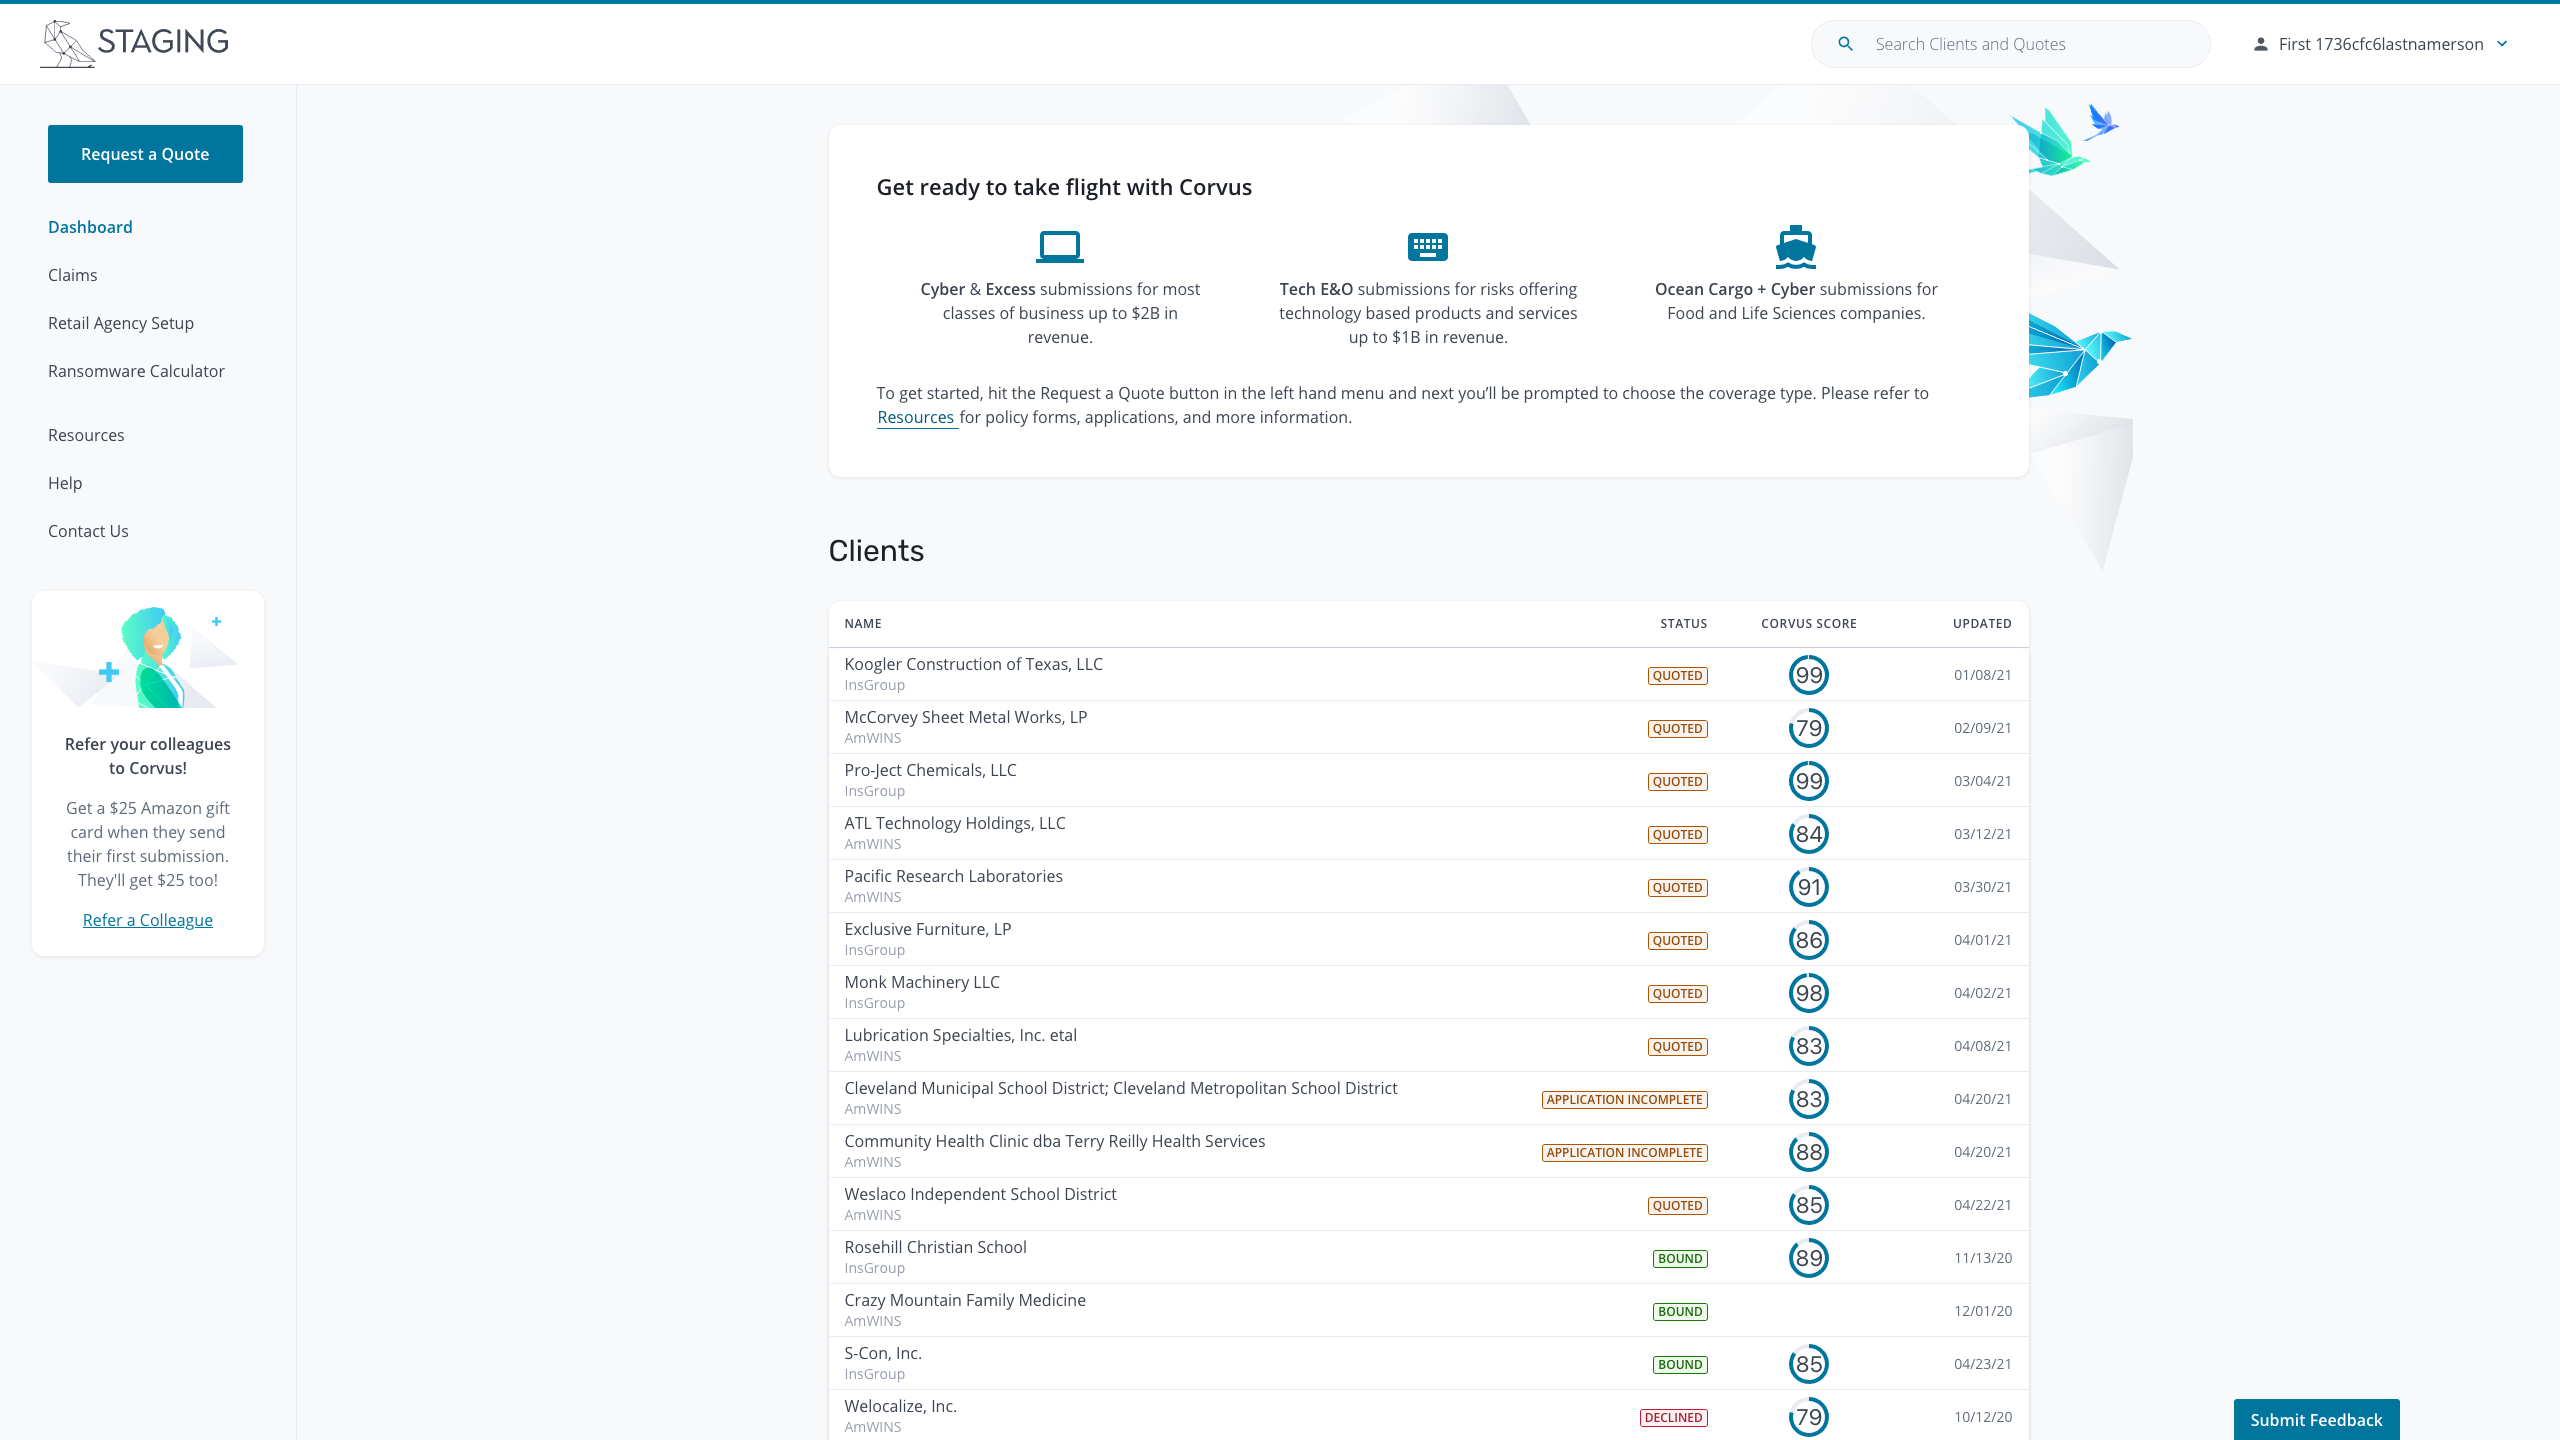 STAGING
Search Clients and Quotes
First 1736cfc6lastnamerson
Request a Quote
Dashboard
Claims
Retail Agency Setup
Ransomware Calculator
Resources
Help
Contact Us
Refer your colleagues
to Corvus!
Get a $25 Amazon gift
card when they send
their first submission.
They'll get $25 too!
Refer a Colleague
Get ready to take flight with Corvus
Cyber & Excess submissions for most
classes of business up to $2B in
revenue.
Tech E&O submissions for risks offering
technology based products and services
up to $1B in revenue.
Ocean Cargo + Cyber submissions for
Food and Life Sciences companies.
To get started, hit the Request a Quote button in the left hand menu and next you’ll be prompted to choose the coverage type. Please refer to
Resources for policy forms, applications, and more information.
Clients
NAME STATUS CORVUS SCORE UPDATED
Koogler Construction of Texas, LLC
InsGroup
QUOTED 99 01/08/21
McCorvey Sheet Metal Works, LP
AmWINS
QUOTED 79 02/09/21
Pro-Ject Chemicals, LLC
InsGroup
QUOTED 99 03/04/21
ATL Technology Holdings, LLC
AmWINS
QUOTED 84 03/12/21
Pacific Research Laboratories
AmWINS
QUOTED 91 03/30/21
Exclusive Furniture, LP
InsGroup
QUOTED 86 04/01/21
Monk Machinery LLC
InsGroup
QUOTED 98 04/02/21
Lubrication Specialties, Inc. etal
AmWINS
QUOTED 83 04/08/21
Cleveland Municipal School District; Cleveland Metropolitan School District
AmWINS
APPLICATION INCOMPLETE 83 04/20/21
Community Health Clinic dba Terry Reilly Health Services
AmWINS
APPLICATION INCOMPLETE 88 04/20/21
Weslaco Independent School District
AmWINS
QUOTED 85 04/22/21
Rosehill Christian School
InsGroup
BOUND 89 11/13/20
Crazy Mountain Family Medicine
AmWINS
BOUND 12/01/20
S-Con, Inc.
InsGroup
BOUND 85 04/23/21
Welocalize, Inc.
AmWINS
DECLINED 79 10/12/20
Submit Feedback